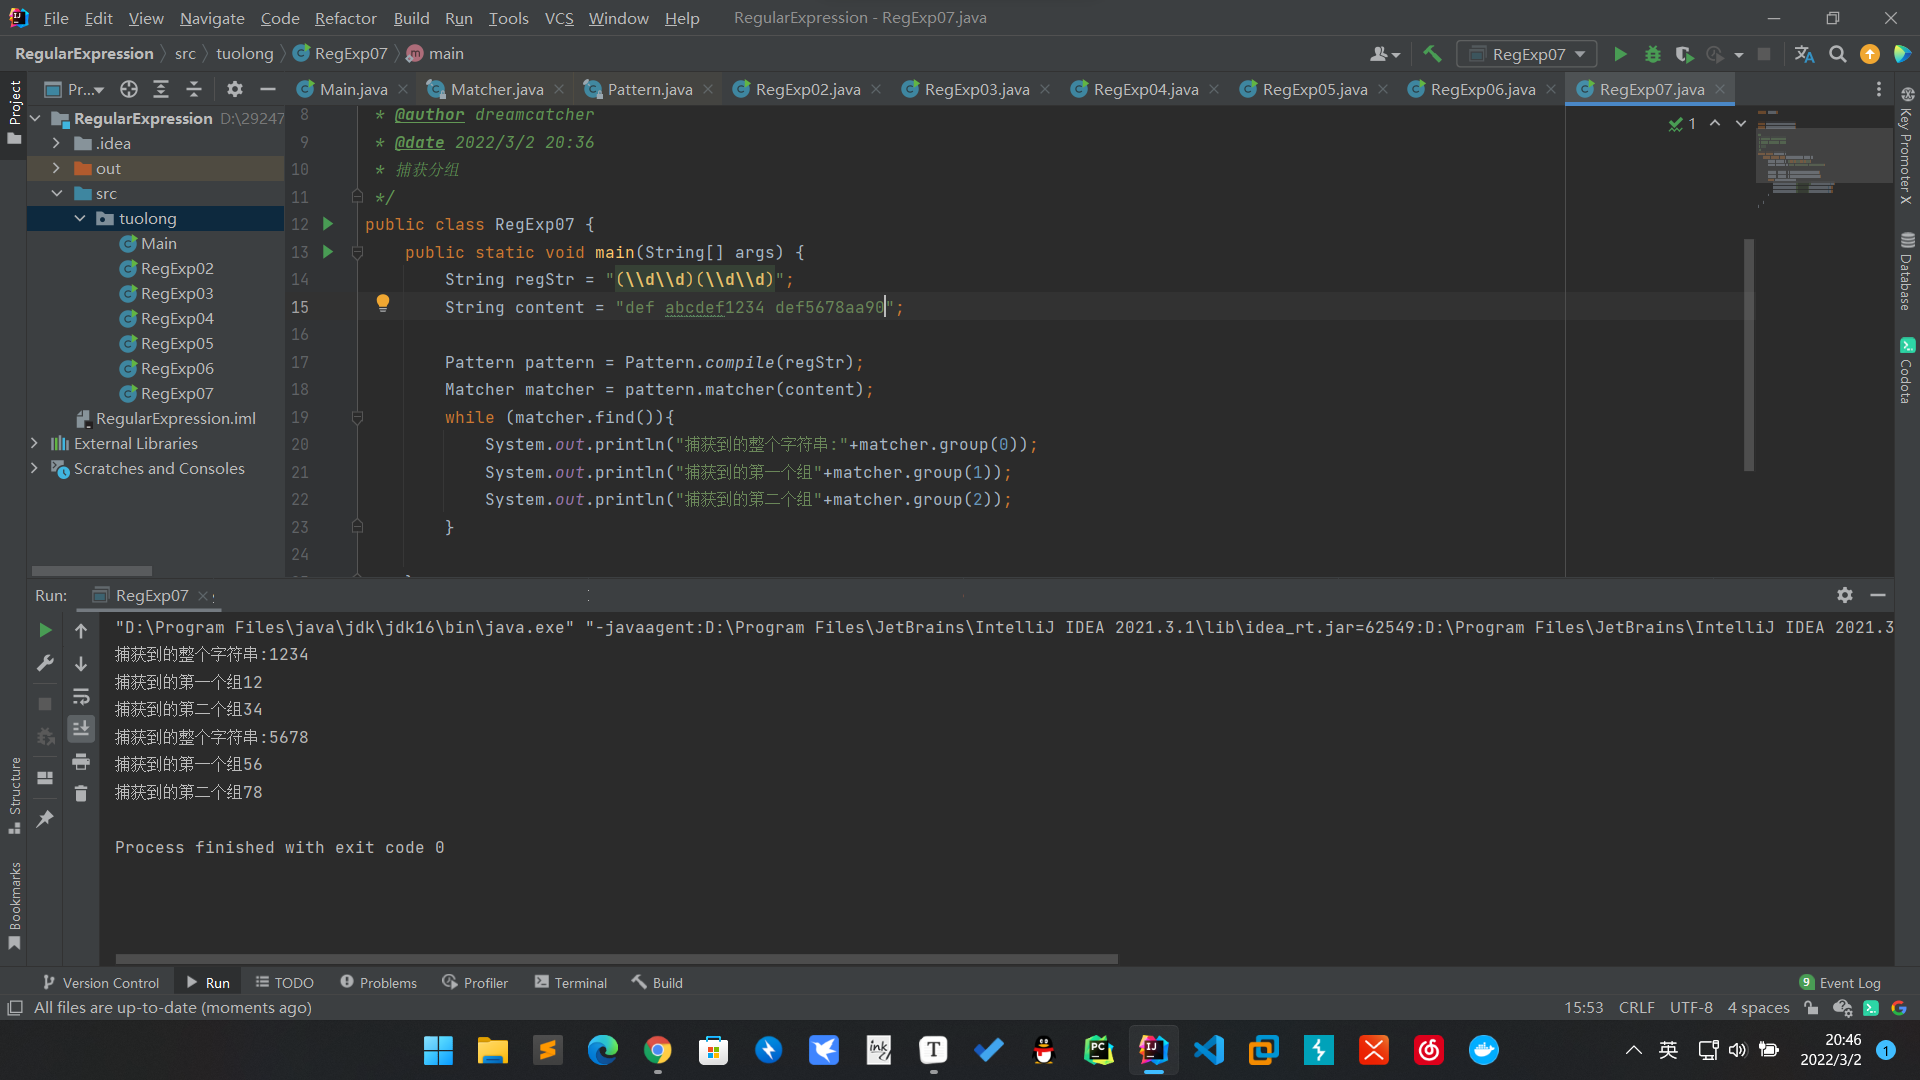 File Edit View Navigate Code Refactor Build Run Tools VCS Window Help RegularExpression - RegExp07.java
RegularExpression src tuolong RegExp07 main RegExp07
Pr... Main.java Matcher.java Pattern.java RegExp02.java RegExp03.java RegExp04.java RegExp05.java RegExp06.java RegExp07.java
Project
RegularExpression D:\29247
.idea
out
src
tuolong
Main
RegExp02
RegExp03
RegExp04
RegExp05
RegExp06
RegExp07
RegularExpression.iml
External Libraries
Scratches and Consoles
8 * @author dreamcatcher
9 * @date 2022/3/2 20:36
10 * 捕获分组
11 */
12 public class RegExp07 {
13 public static void main(String[] args) {
14 String regStr = "(\\d\\d)(\\d\\d)";
15 String content = "def abcdef1234 def5678aa90";
16
17 Pattern pattern = Pattern.compile(regStr);
18 Matcher matcher = pattern.matcher(content);
19 while (matcher.find()){
20 System.out.println("捕获到的整个字符串:"+matcher.group(0));
21 System.out.println("捕获到的第一个组"+matcher.group(1));
22 System.out.println("捕获到的第二个组"+matcher.group(2));
23 }
24
1
Key Promoter X
Database
Codota
Run: RegExp07
"D:\Program Files\java\jdk\jdk16\bin\java.exe" "-javaagent:D:\Program Files\JetBrains\IntelliJ IDEA 2021.3.1\lib\idea_rt.jar=62549:D:\Program Files\JetBrains\IntelliJ IDEA 2021.3
捕获到的整个字符串:1234
捕获到的第一个组12
捕获到的第二个组34
捕获到的整个字符串:5678
捕获到的第一个组56
捕获到的第二个组78
Process finished with exit code 0
Structure
Bookmarks
Version Control Run TODO Problems Profiler Terminal Build 9 Event Log
All files are up-to-date (moments ago) 15:53 CRLF UTF-8 4 spaces
英 20:46
2022/3/2 1